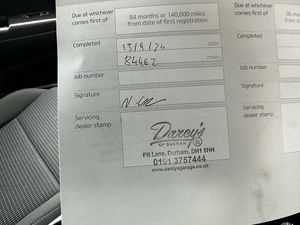 Due at whichever
comes first of
84 months or 140,000 miles
from date of first registration
Due at whichever
comes first of
Completed
13/9/24 date
84462 miles
Completed
Job number
Job number
Signature
Signature
Servicing
dealer stamp
Darcy's
OF DURHAM
Pit Lane, Durham, DH1 5HH
0191 3757444
www.darcysgarage.co.uk
Servicing
dealer stamp